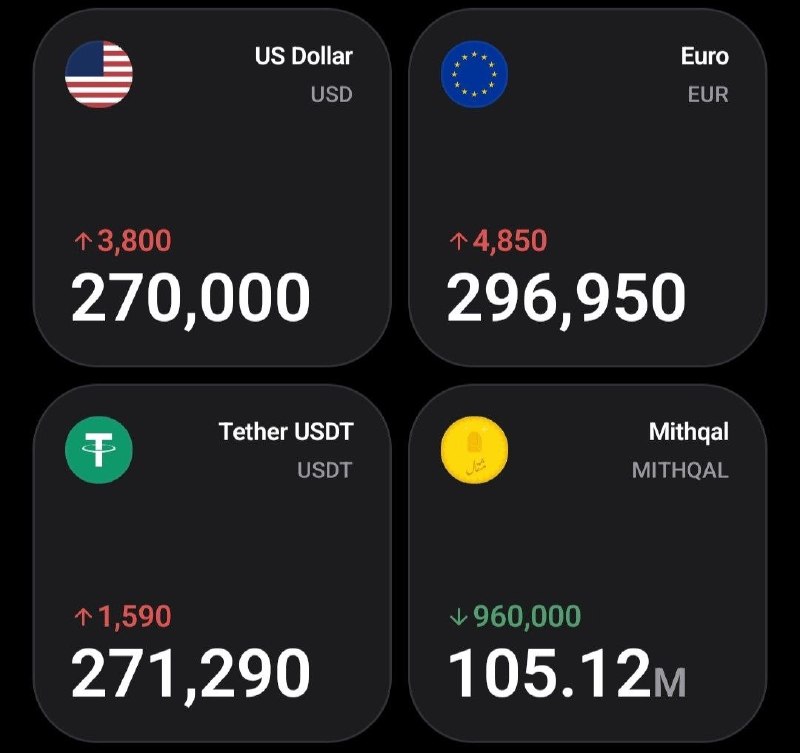 US Dollar
USD
↑3,800
270,000
Euro
EUR
↑4,850
296,950
Tether USDT
USDT
↑1,590
271,290
Mithqal
MITHQAL
مثقال
↓960,000
105.12M